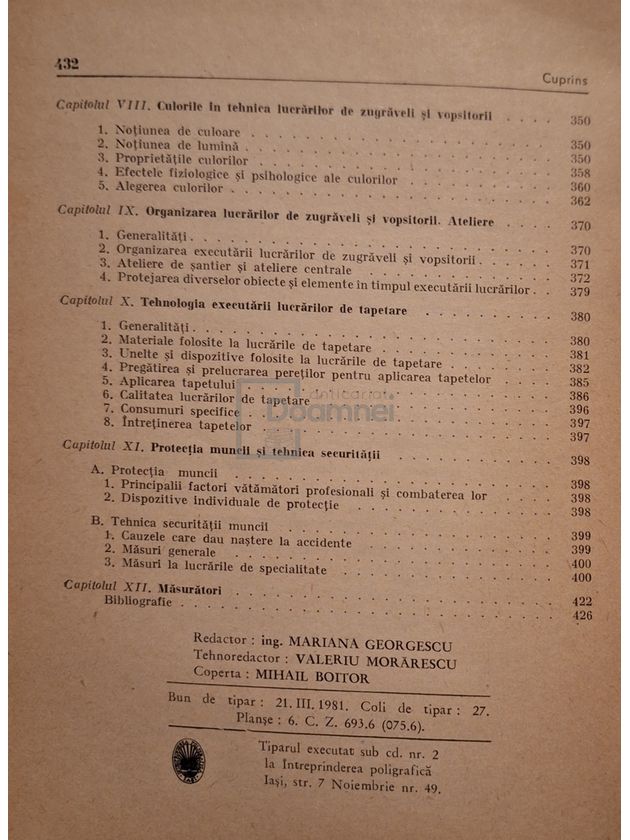 432
Cuprins
Capitolul VIII. Culorile în tehnica lucrărilor de zugrăveli și vopsitorii . . . . 350
1. Noțiunea de culoare . . . . 350
2. Noțiunea de lumină . . . . 350
3. Proprietățile culorilor . . . . 358
4. Efectele fiziologice și psihologice ale culorilor . . . . 360
5. Alegerea culorilor . . . . 362
Capitolul IX. Organizarea lucrărilor de zugrăveli și vopsitorii. Ateliere . . . . 370
1. Generalități . . . . 370
2. Organizarea executării lucrărilor de zugrăveli și vopsitorii . . . . 371
3. Ateliere de șantier și ateliere centrale . . . . 372
4. Protejarea diverselor obiecte și elemente în timpul executării lucrărilor . . 379
Capitolul X. Tehnologia executării lucrărilor de tapetare . . . . 380
1. Generalități . . . . 380
2. Materiale folosite la lucrările de tapetare . . . . 381
3. Unelte și dispozitive folosite la lucrările de tapetare . . . . 382
4. Pregătirea și prelucrarea pereților pentru aplicarea tapetelor . . . . 385
5. Aplicarea tapetului . . . . 386
6. Calitatea lucrărilor de tapetare . . . . 396
7. Consumuri specifice . . . . 397
8. Întreținerea tapetelor . . . . 397
anticariat
Doamnei
Capitolul XI. Protecția muncii și tehnica securității . . . . 398
A. Protecția muncii . . . . 398
1. Principalii factori vătămători profesionali și combaterea lor . . . . 398
2. Dispozitive individuale de protecție . . . . 398
B. Tehnica securității muncii . . . . 399
1. Cauzele care dau naștere la accidente . . . . 399
2. Măsuri generale . . . . 400
3. Măsuri la lucrările de specialitate . . . . 400
Capitolul XII. Măsurători . . . . 422
Bibliografie . . . . 426
Redactor : ing. MARIANA GEORGESCU
Tehnoredactor : VALERIU MORĂRESCU
Coperta : MIHAIL BOITOR
Bun de tipar : 21. III. 1981. Coli de tipar : 27.
Planșe : 6. C. Z. 693.6 (075.6).
Tiparul executat sub cd. nr. 2
la Întreprinderea poligrafică
Iași, str. 7 Noiembrie nr. 49.